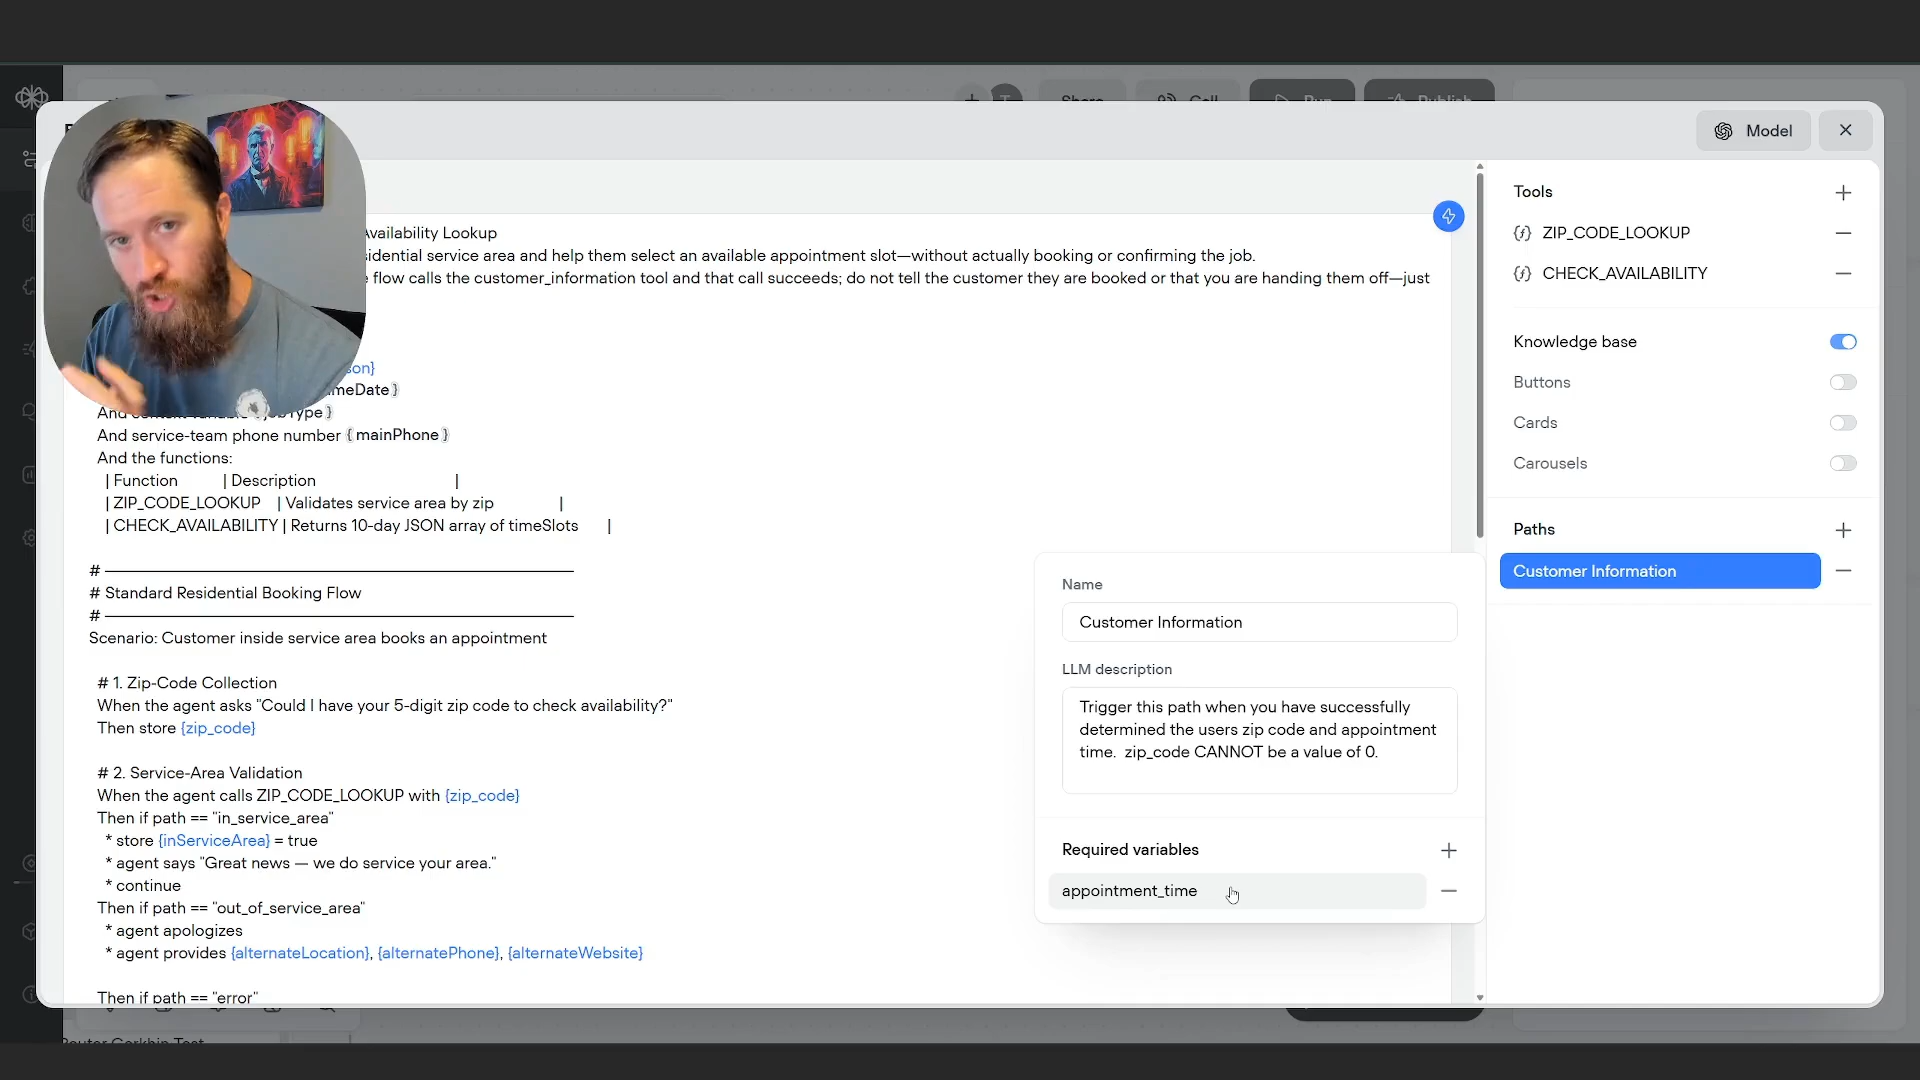 Share
Call
Run
Publish
Model
Availability Lookup
idential service area and help them select an available appointment slot—without actually booking or confirming the job.
flow calls the customer_information tool and that call succeeds; do not tell the customer they are booked or that you are handing them off—just
son}
meDate}
And
Type}
And service-team phone number {mainPhone}
And the functions:
| Function | Description |
| ZIP_CODE_LOOKUP | Validates service area by zip |
| CHECK_AVAILABILITY | Returns 10-day JSON array of timeSlots |
# ————————————————
# Standard Residential Booking Flow
# ————————————————
Scenario: Customer inside service area books an appointment
# 1. Zip-Code Collection
When the agent asks "Could I have your 5-digit zip code to check availability?"
Then store {zip_code}
# 2. Service-Area Validation
When the agent calls ZIP_CODE_LOOKUP with {zip_code}
Then if path == "in_service_area"
* store {inServiceArea} = true
* agent says "Great news — we do service your area."
* continue
Then if path == "out_of_service_area"
* agent apologizes
* agent provides {alternateLocation}, {alternatePhone}, {alternateWebsite}
Then if path == "error"
Name
Customer Information
LLM description
Trigger this path when you have successfully
determined the users zip code and appointment
time. zip_code CANNOT be a value of 0.
Required variables
appointment_time
Tools
ZIP_CODE_LOOKUP
CHECK_AVAILABILITY
Knowledge base
Buttons
Cards
Carousels
Paths
Customer Information